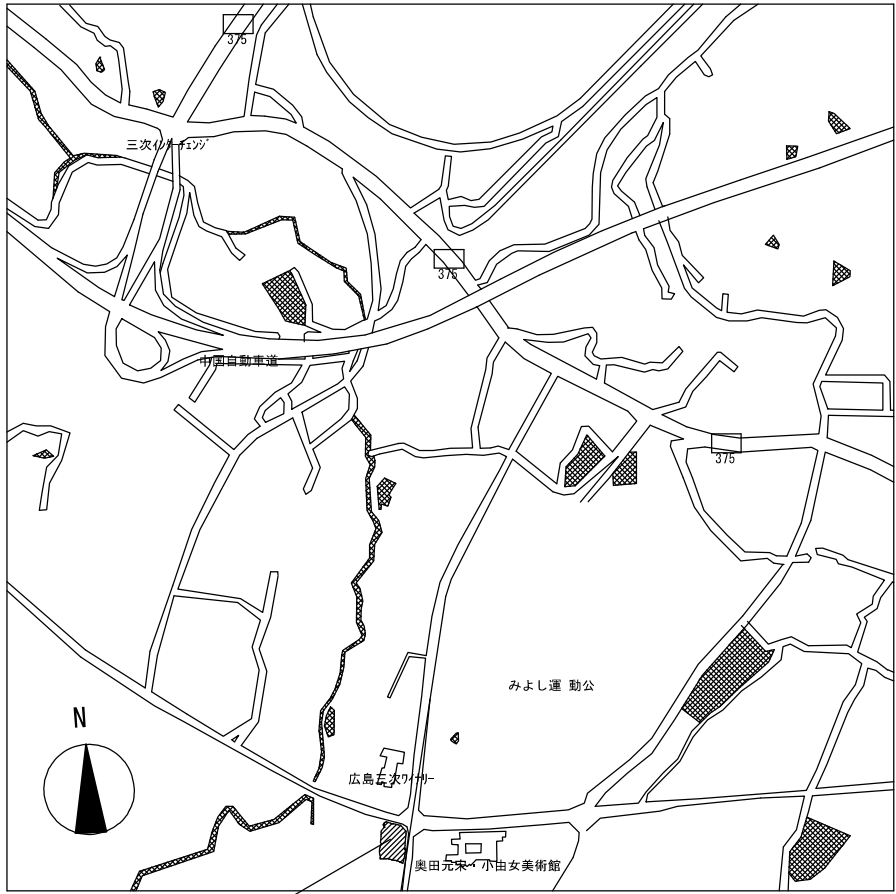 375
三次ｲﾝﾀｰﾁｪﾝｼﾞ
375
中国自動車道
375
みよし運 動公
N
広島三次ﾜｲﾅﾘｰ
奥田元宋・小由女美術館